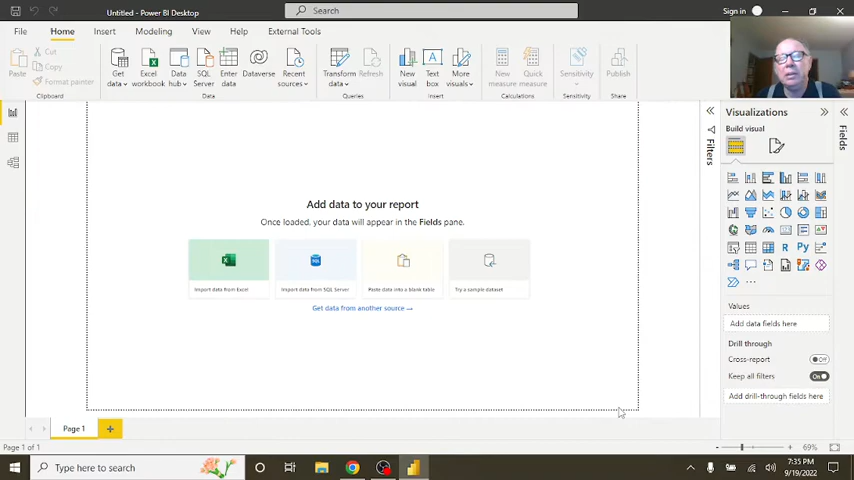 Untitled - Power BI Desktop
Search
Sign in
File Home Insert Modeling View Help External Tools
Paste
Cut
Copy
Format painter
Clipboard
Get data
Excel workbook
Data hub
SQL Server
Enter data
Dataverse
Recent sources
Data
Transform data
Refresh
Queries
New visual
Text box
More visuals
Insert
New measure
Quick measure
Calculations
Sensitivity
Sensitivity
Publish
Share
Add data to your report
Once loaded, your data will appear in the Fields pane.
Import data from Excel
Import data from SQL Server
Paste data into a blank table
Try a sample dataset
Get data from another source →
Filters
Visualizations
Build visual
Fields
Values
Add data fields here
Drill through
Cross-report
Off
Keep all filters
On
Add drill-through fields here
Page 1
Page 1 of 1
69%
Type here to search
7:35 PM
9/19/2022